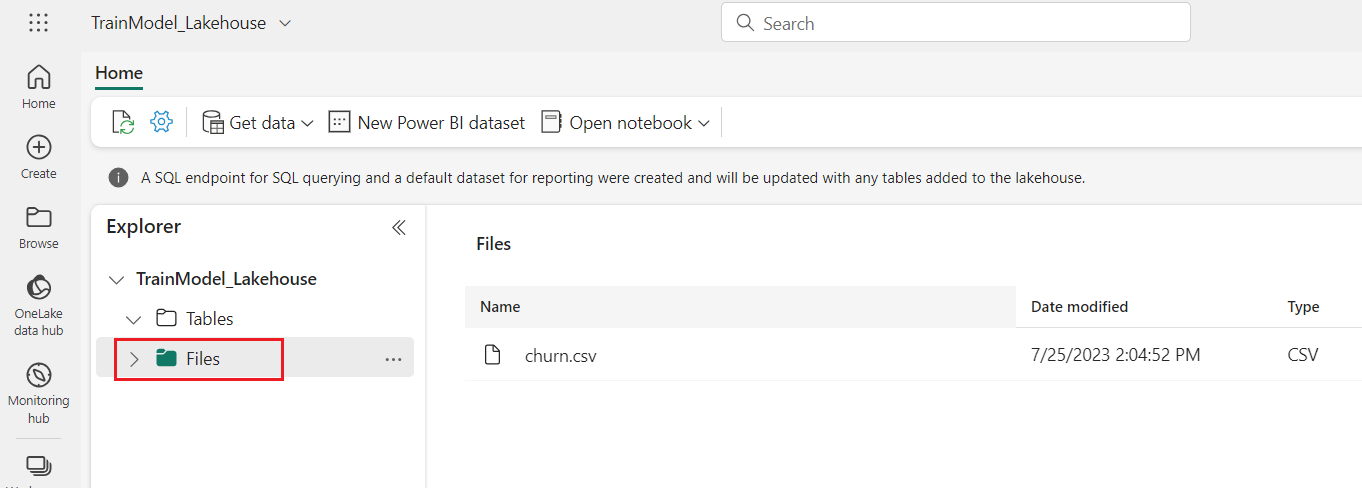 TrainModel_Lakehouse
Search
Home
Create
Browse
OneLake
data hub
Monitoring
hub
Home
Get data
New Power BI dataset
Open notebook
A SQL endpoint for SQL querying and a default dataset for reporting were created and will be updated with any tables added to the lakehouse.
Explorer
TrainModel_Lakehouse
Tables
Files
Files
Name Date modified Type
churn.csv 7/25/2023 2:04:52 PM CSV